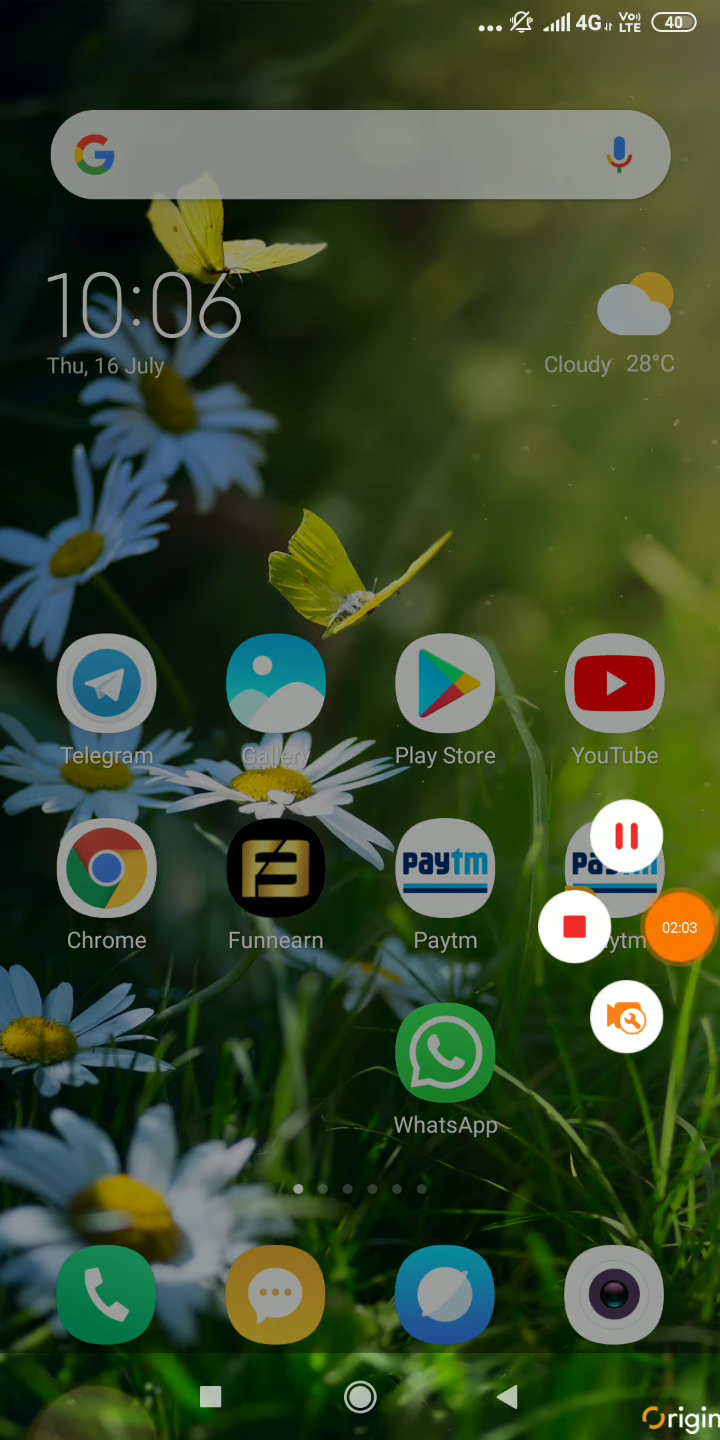 4G Vo) LTE 40
10:06
Thu, 16 July
Cloudy 28°C
Telegram Gallery Play Store YouTube
paytm
Chrome Funnearn Paytm
02:03
WhatsApp
Origin